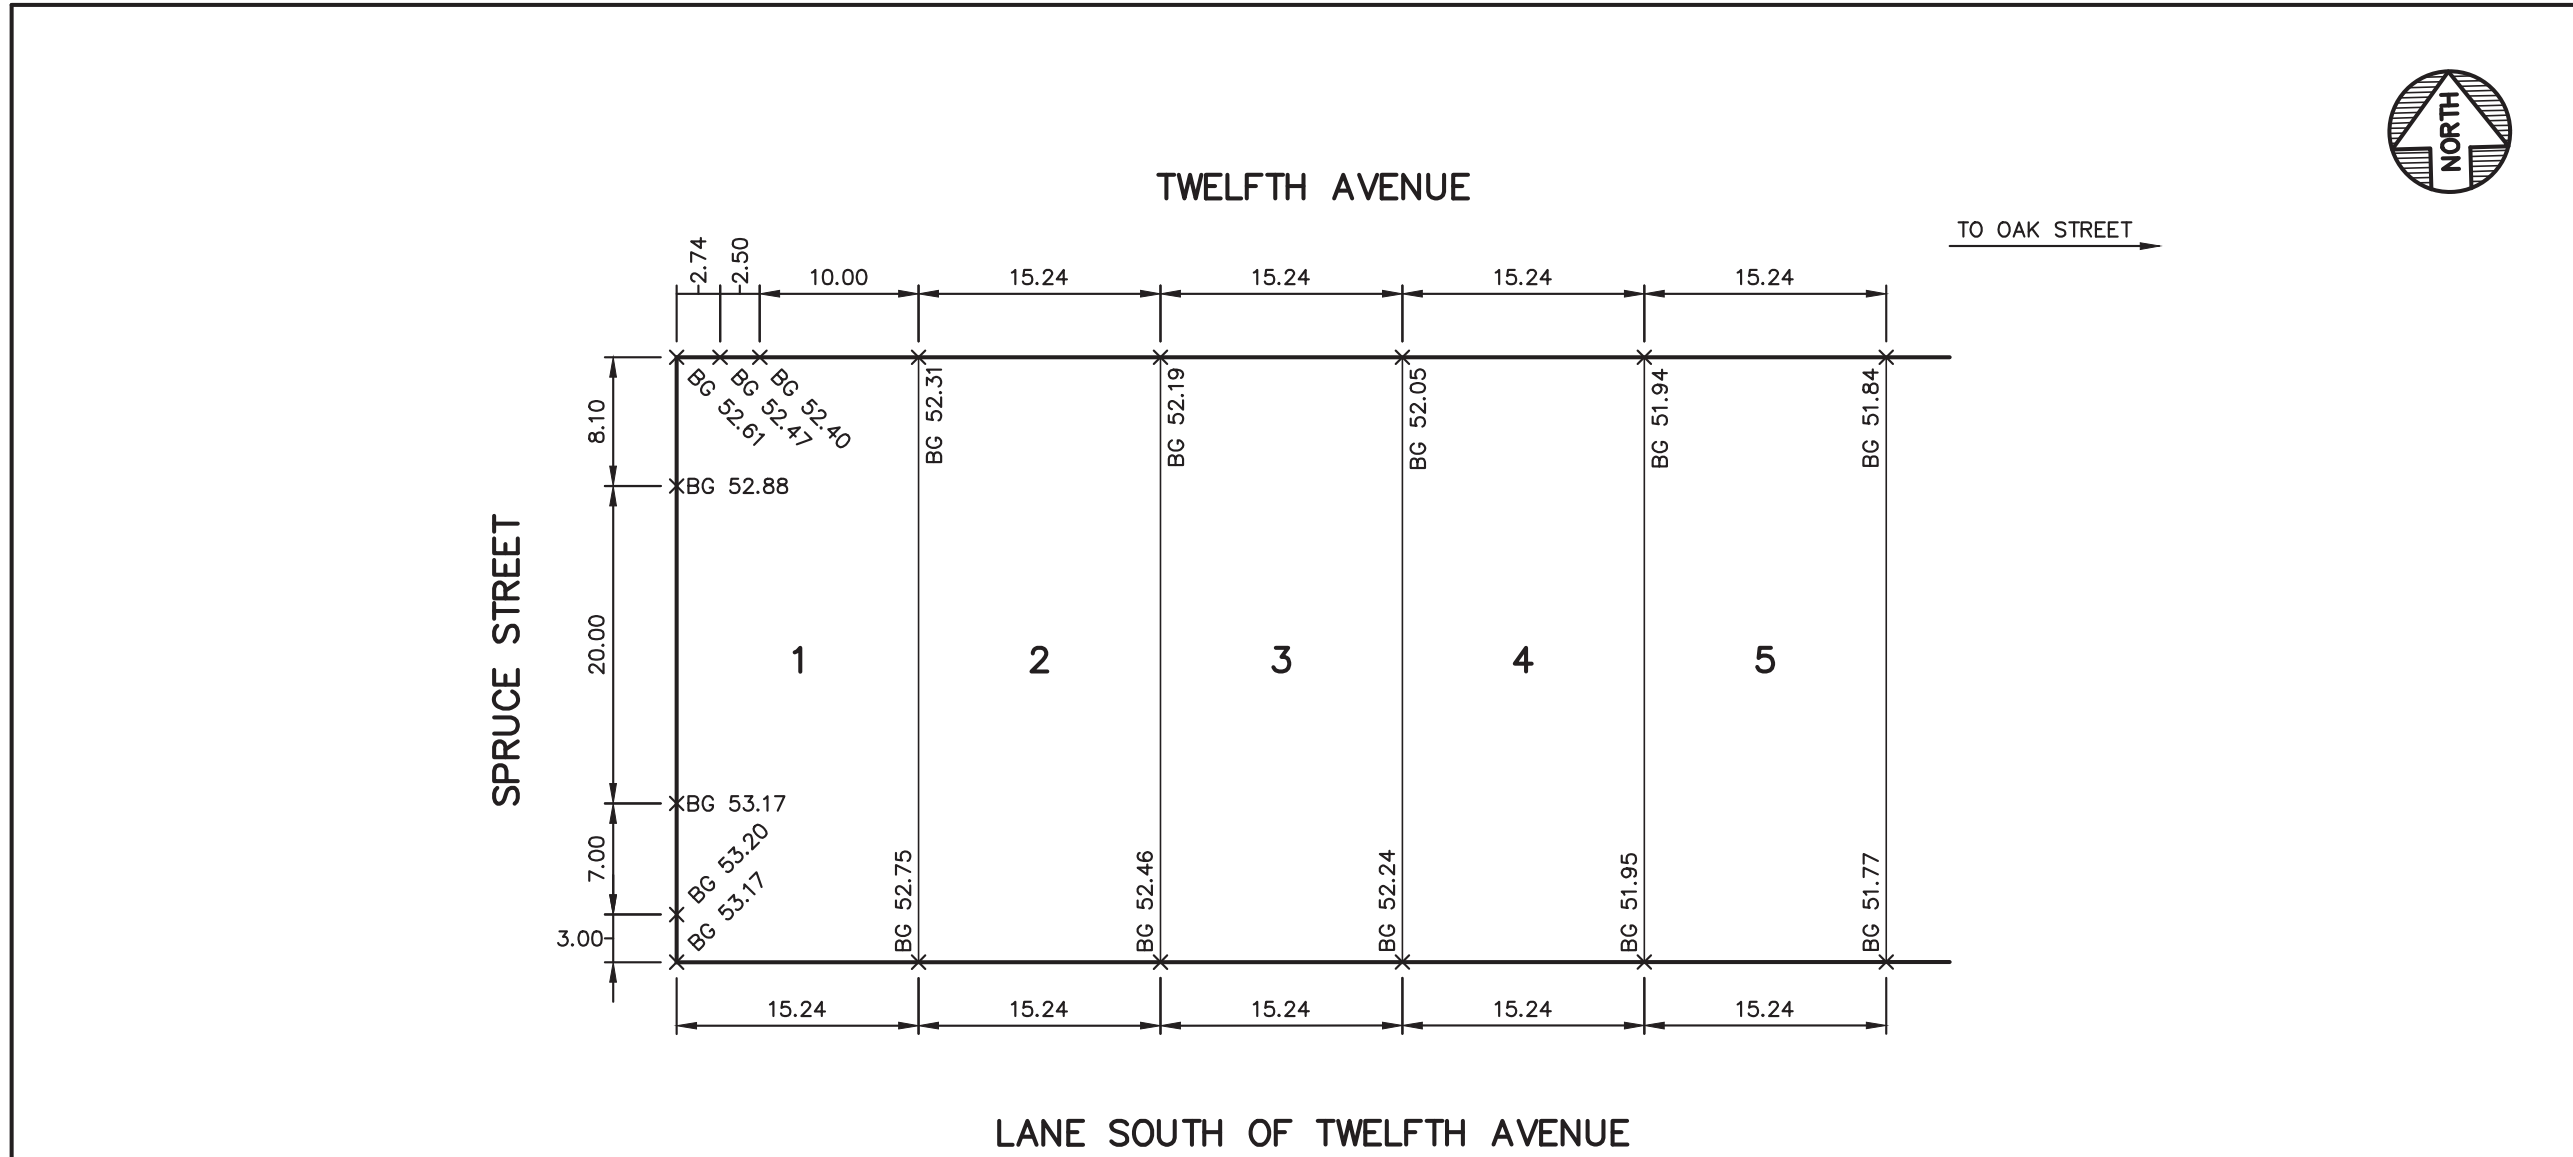 NORTH
TWELFTH AVENUE
TO OAK STREET
2.74
2.50
10.00
15.24
15.24
15.24
15.24
BG 52.61
BG 52.47
BG 52.40
BG 52.31
BG 52.19
BG 52.05
BG 51.94
BG 51.84
8.10
BG 52.88
SPRUCE STREET
20.00
1
2
3
4
5
BG 53.17
7.00
BG 53.20
BG 53.17
BG 52.75
BG 52.46
BG 52.24
BG 51.95
BG 51.77
3.00
15.24
15.24
15.24
15.24
15.24
LANE SOUTH OF TWELFTH AVENUE